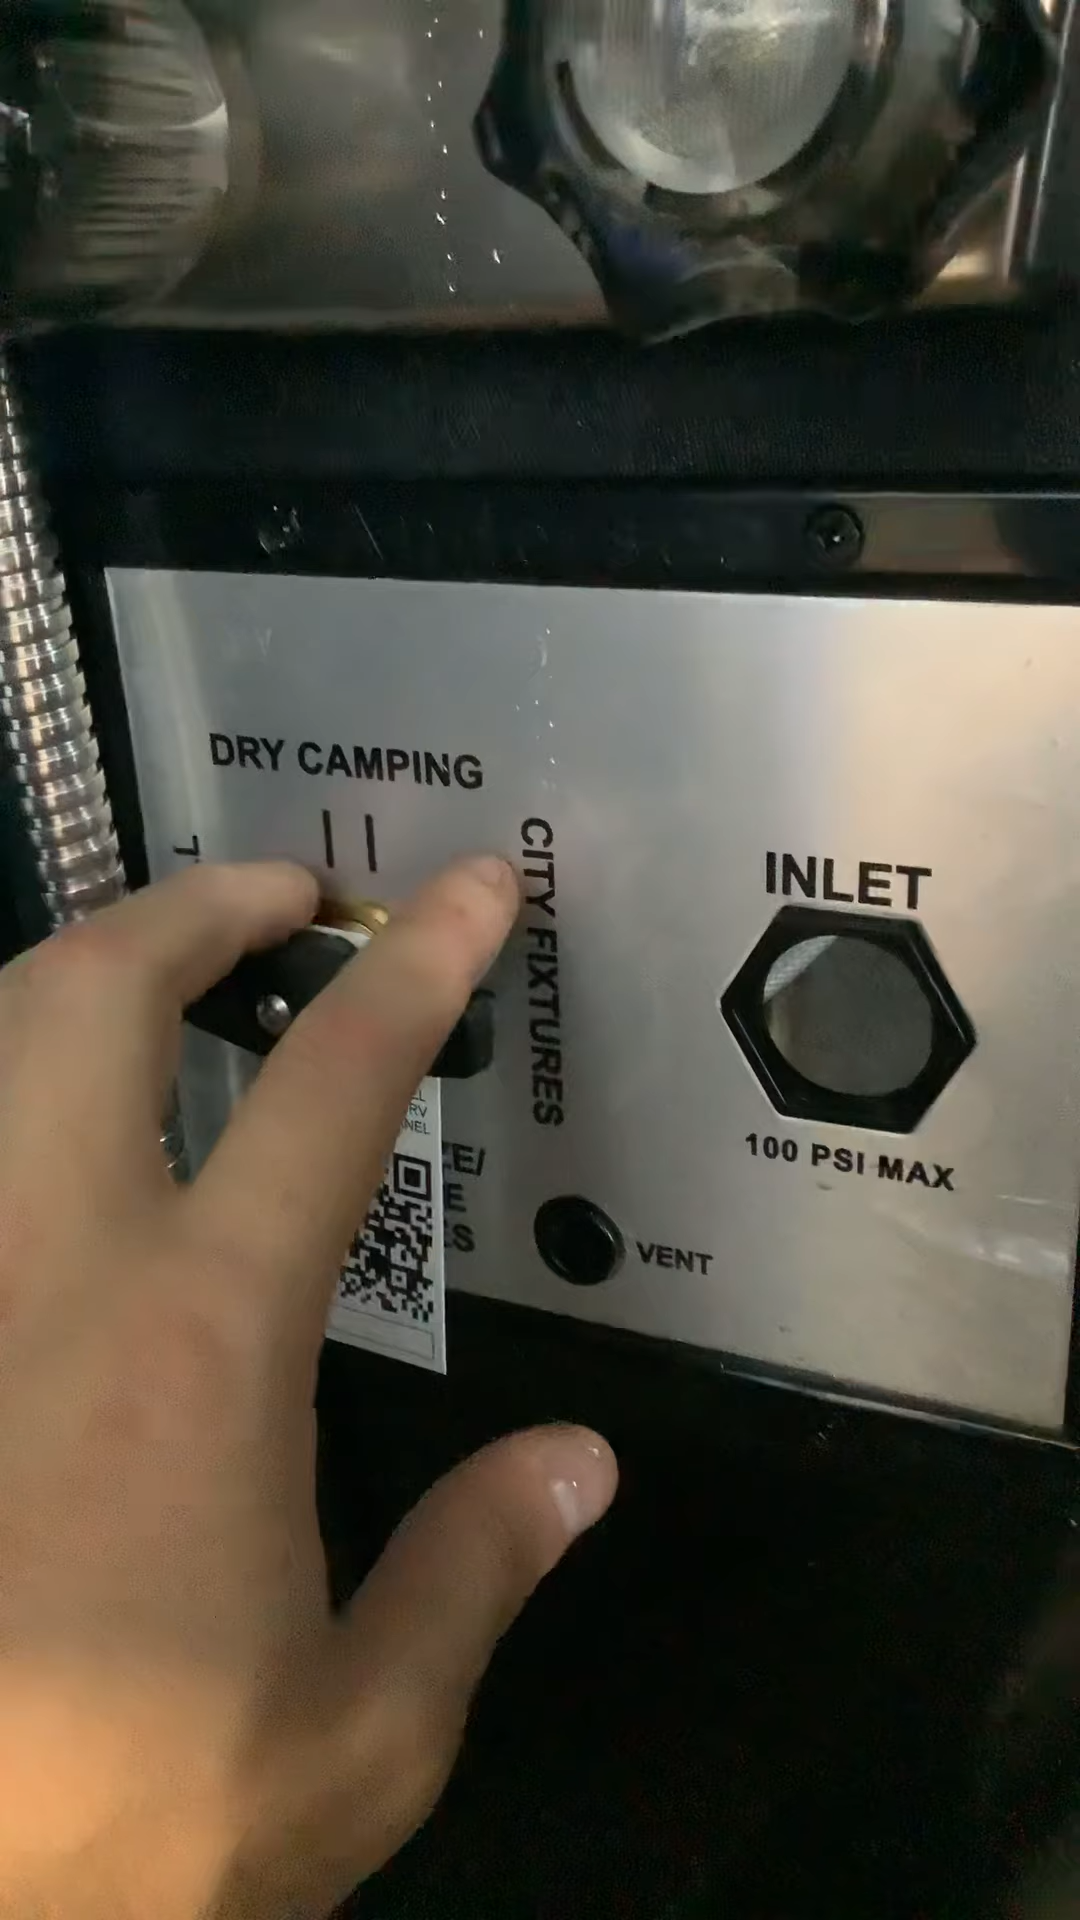 DRY CAMPING
CITY FIXTURES
INLET
100 PSI MAX
VENT